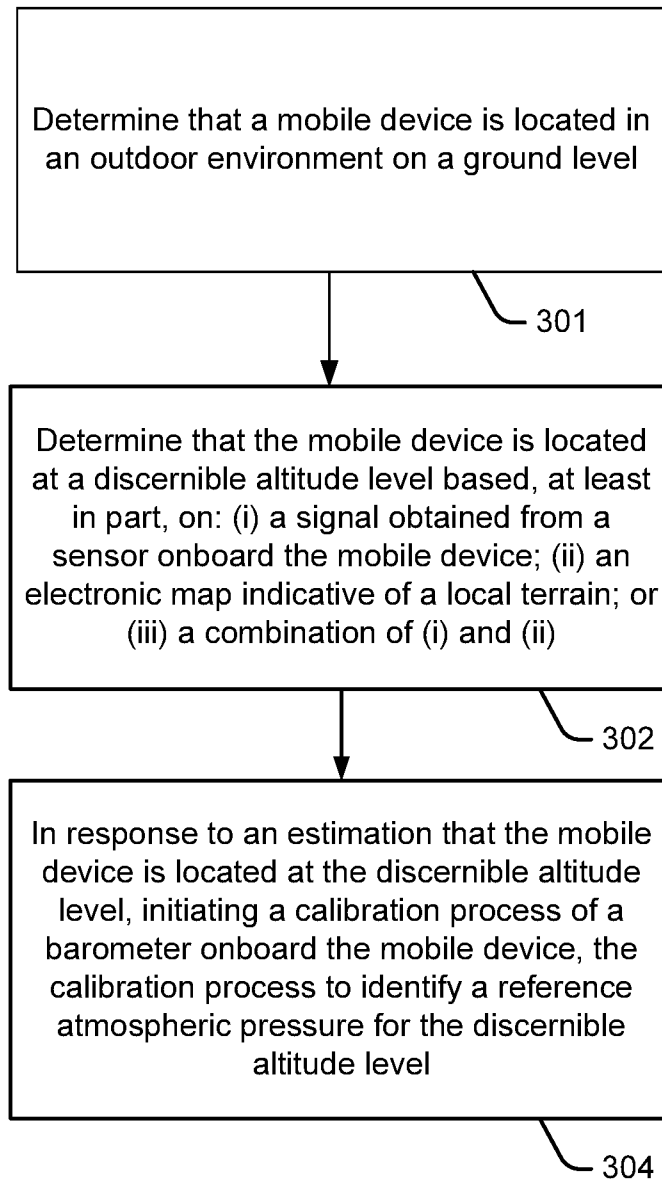 Determine that a mobile device is located in
an outdoor environment on a ground level
301
Determine that the mobile device is located
at a discernible altitude level based, at least
in part, on: (i) a signal obtained from a
sensor onboard the mobile device; (ii) an
electronic map indicative of a local terrain; or
(iii) a combination of (i) and (ii)
302
In response to an estimation that the mobile
device is located at the discernible altitude
level, initiating a calibration process of a
barometer onboard the mobile device, the
calibration process to identify a reference
atmospheric pressure for the discernible
altitude level
304